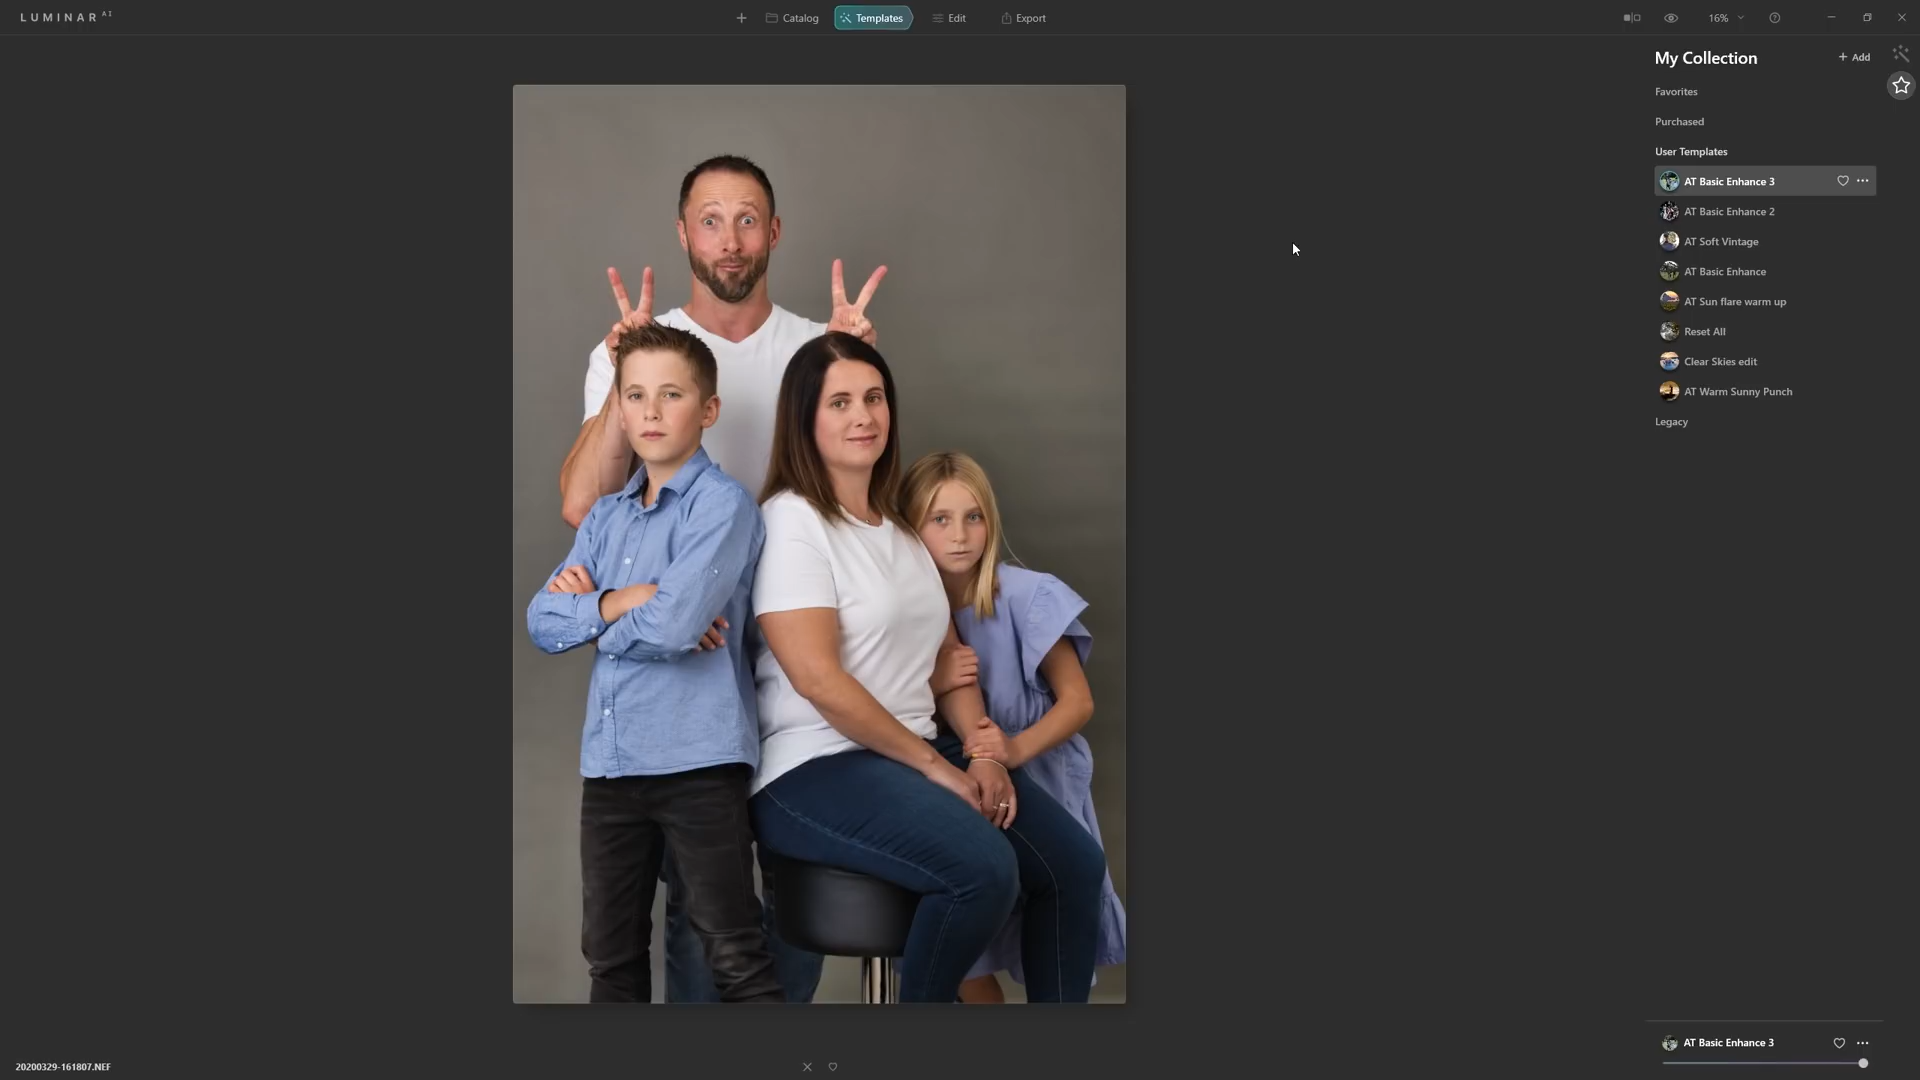 LUMINAR AI
Catalog
Templates
Edit
Export
16%
My Collection
+ Add
Favorites
Purchased
User Templates
AT Basic Enhance 3
AT Basic Enhance 2
AT Soft Vintage
AT Basic Enhance
AT Sun flare warm up
Reset All
Clear Skies edit
AT Warm Sunny Punch
Legacy
AT Basic Enhance 3
20200329-161807.NEF